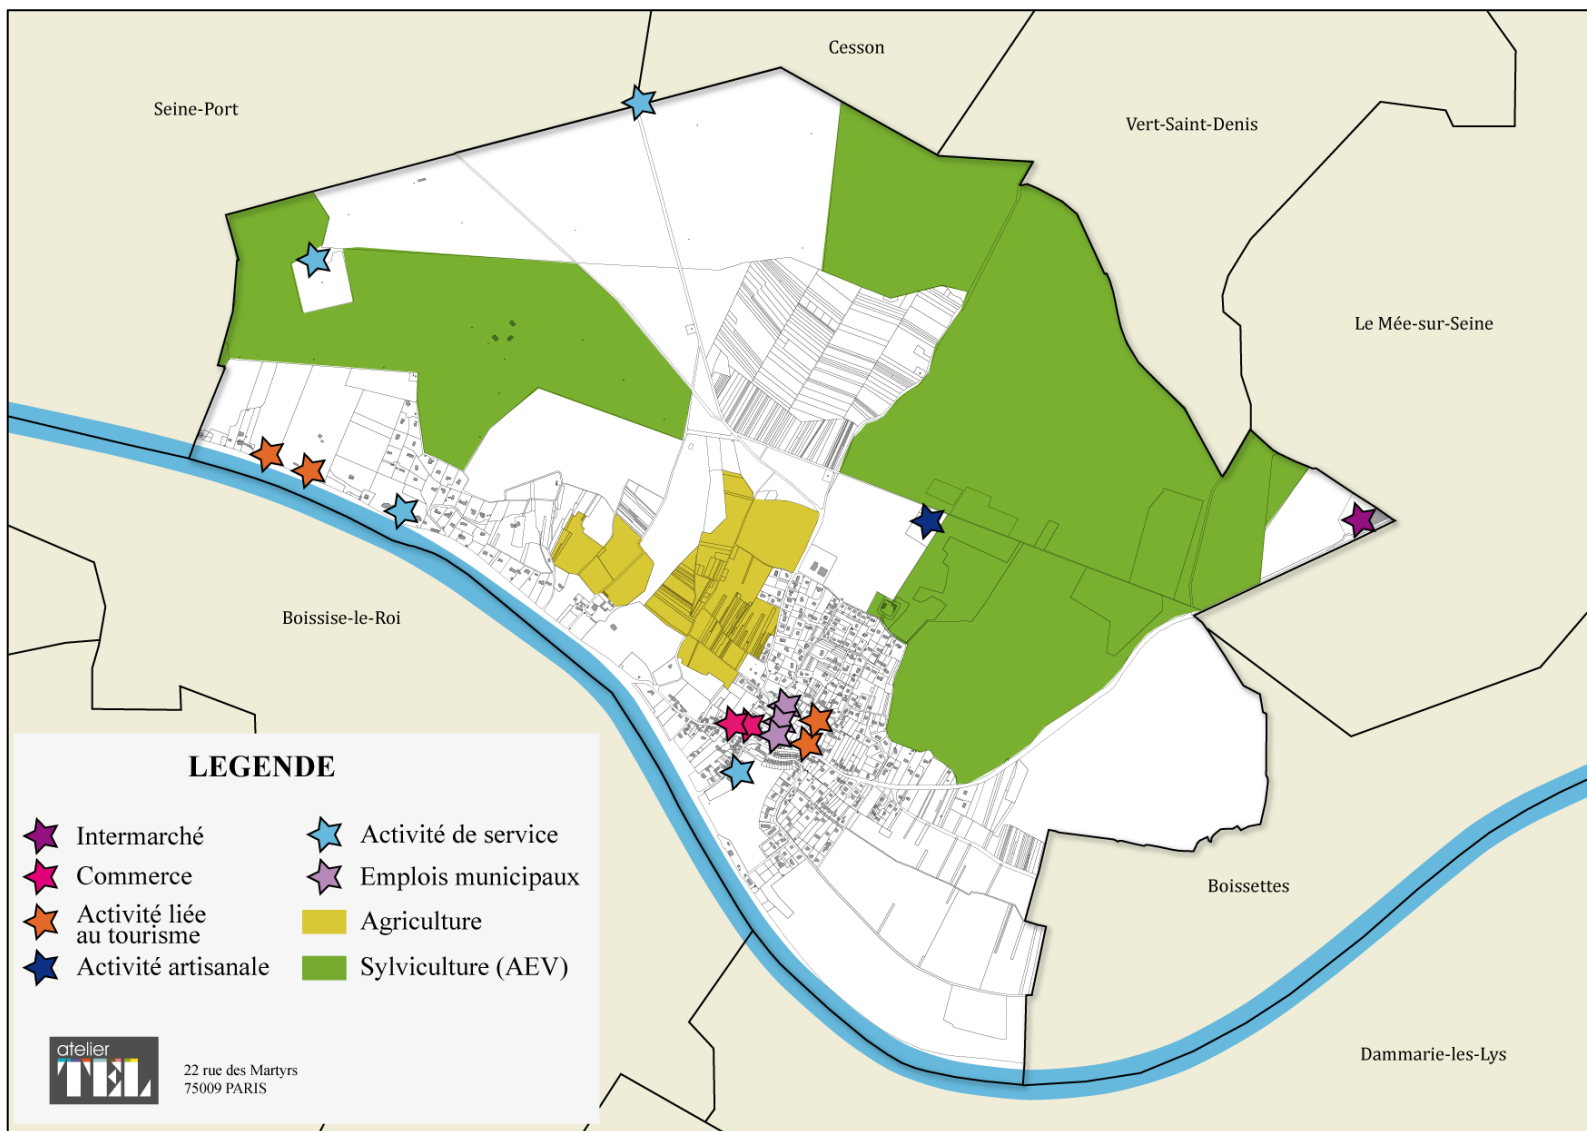 Cesson
Seine-Port
Vert-Saint-Denis
Le Mée-sur-Seine
Boissise-le-Roi
Boissettes
Dammarie-les-Lys
LEGENDE
Intermarché
Commerce
Activité liée
au tourisme
Activité artisanale
Activité de service
Emplois municipaux
Agriculture
Sylviculture (AEV)
atelier
TEL
22 rue des Martyrs
75009 PARIS